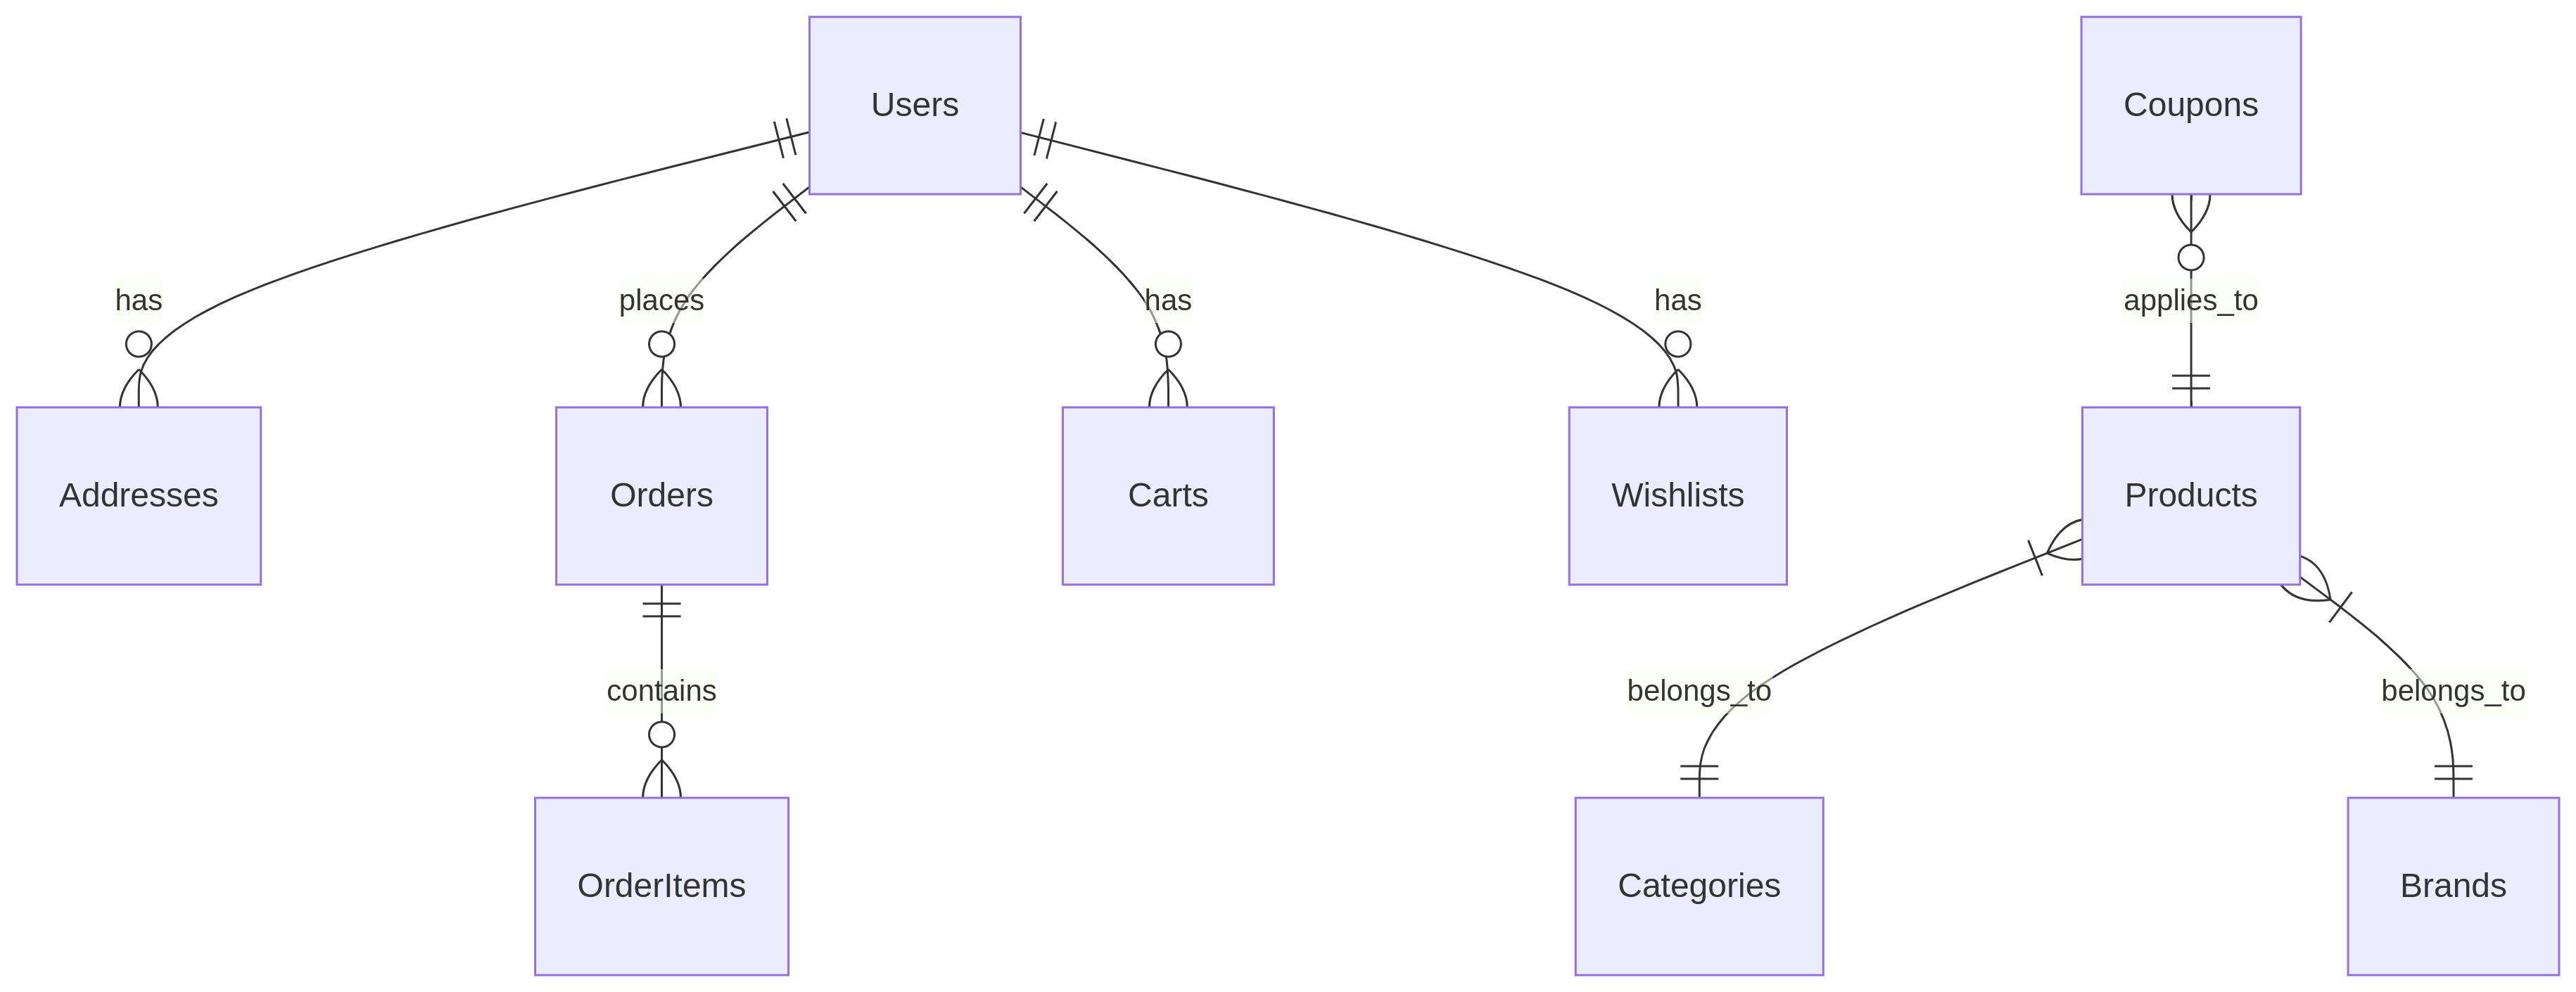 Users
Coupons
has
places
has
has
applies_to
Addresses
Orders
Carts
Wishlists
Products
contains
belongs_to
belongs_to
OrderItems
Categories
Brands